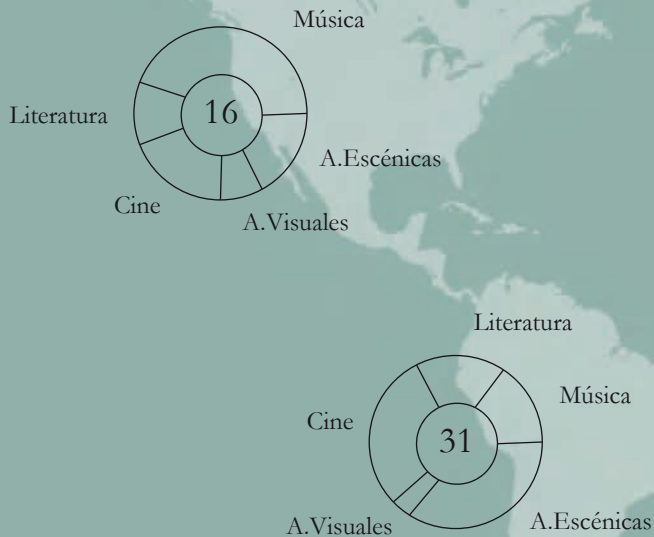 Música
16
Literatura
A.Escénicas
Cine
A.Visuales
Literatura
Música
Cine
31
A.Visuales
A.Escénicas